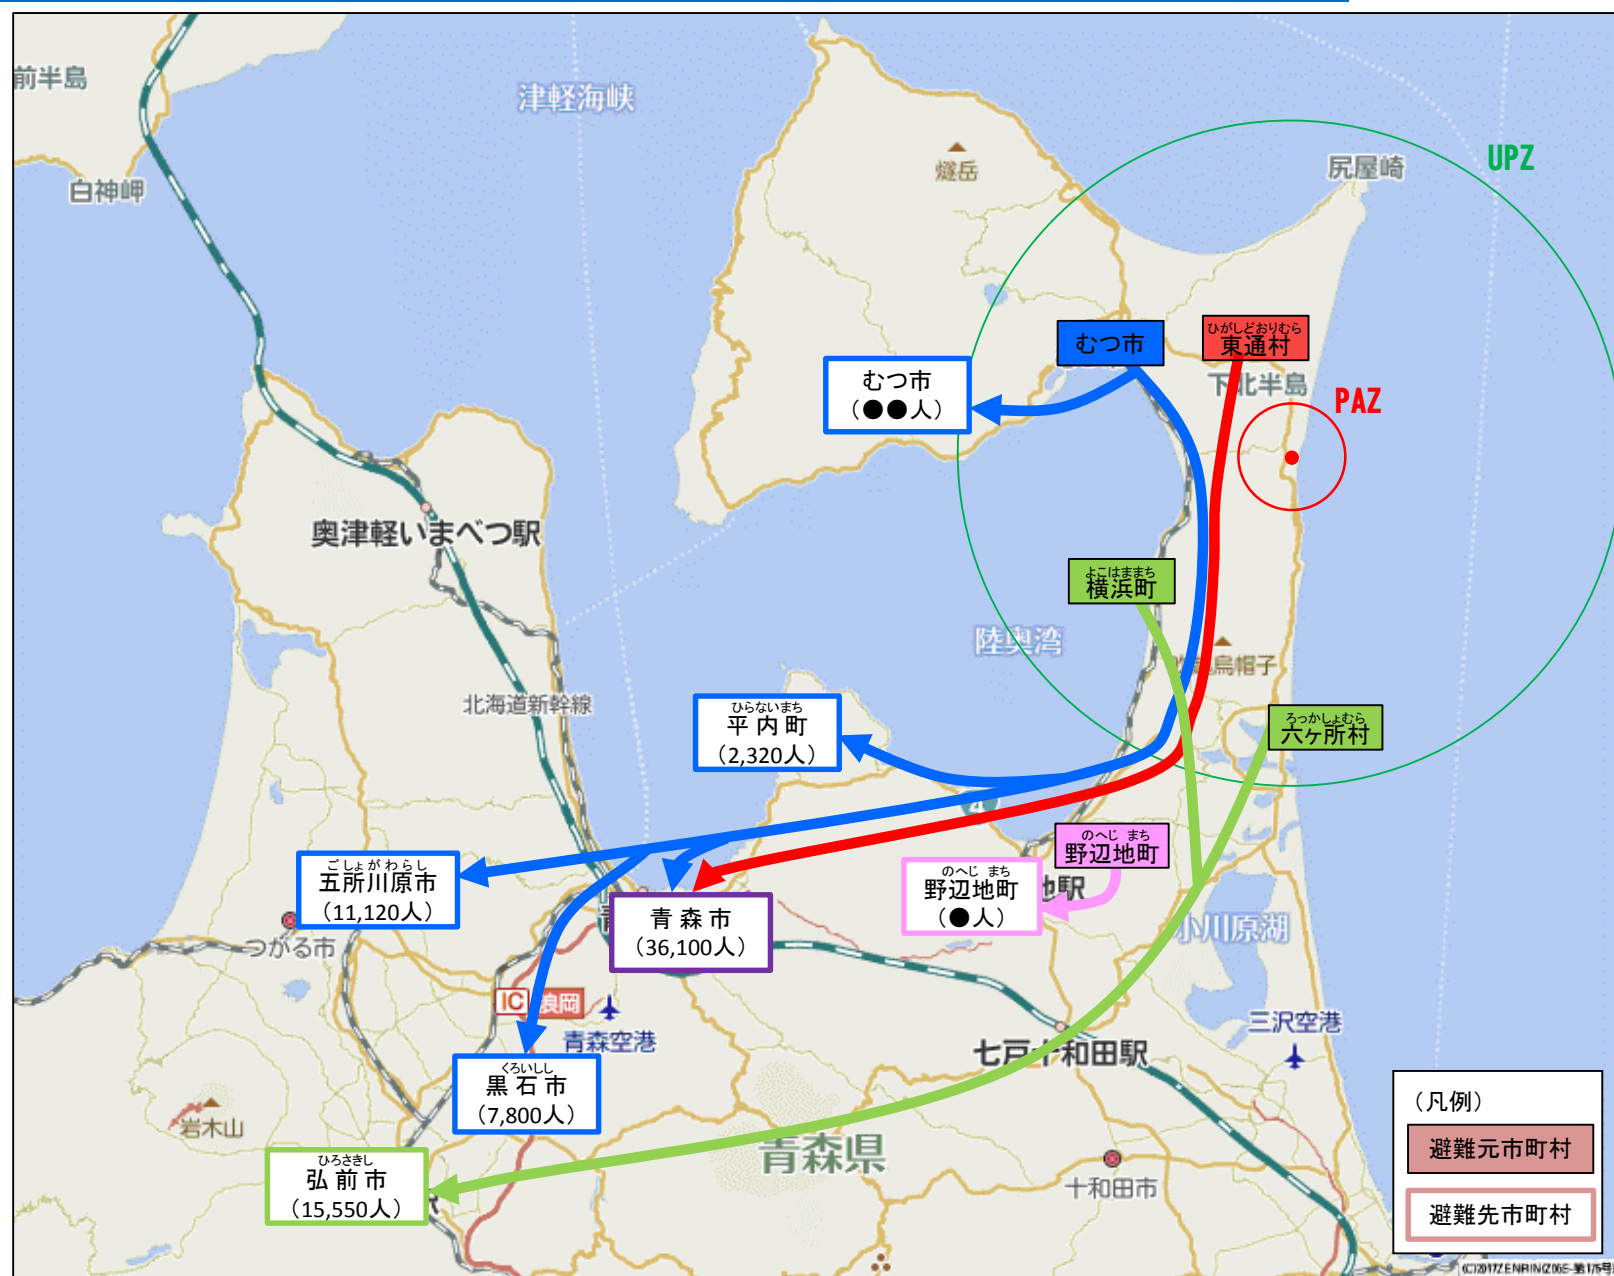 前半島
津軽海峡
白神岬
燧岳
尻屋崎
UPZ
むつ市
ひがしどおりむら
東通村
むつ市
（●●人）
下北半島
PAZ
奥津軽いまべつ駅
よこはままち
横浜町
陸奥湾
烏帽子
北海道新幹線
ひらないまち
平内町
（2,320人）
ろっかしょむら
六ヶ所村
4
のへじ まち
野辺地町
のへじ まち
野辺地町
（●人）
地駅
ごしょがわらし
五所川原市
（11,120人）
つがる市
青森市
（36,100人）
小川原湖
IC 浪岡
青森空港
三沢空港
七戸十和田駅
くろいしし
黒石市
（7,800人）
岩木山
青森県
十和田市
ひろさきし
弘前市
（15,550人）
駅
（凡例）
避難元市町村
避難先市町村